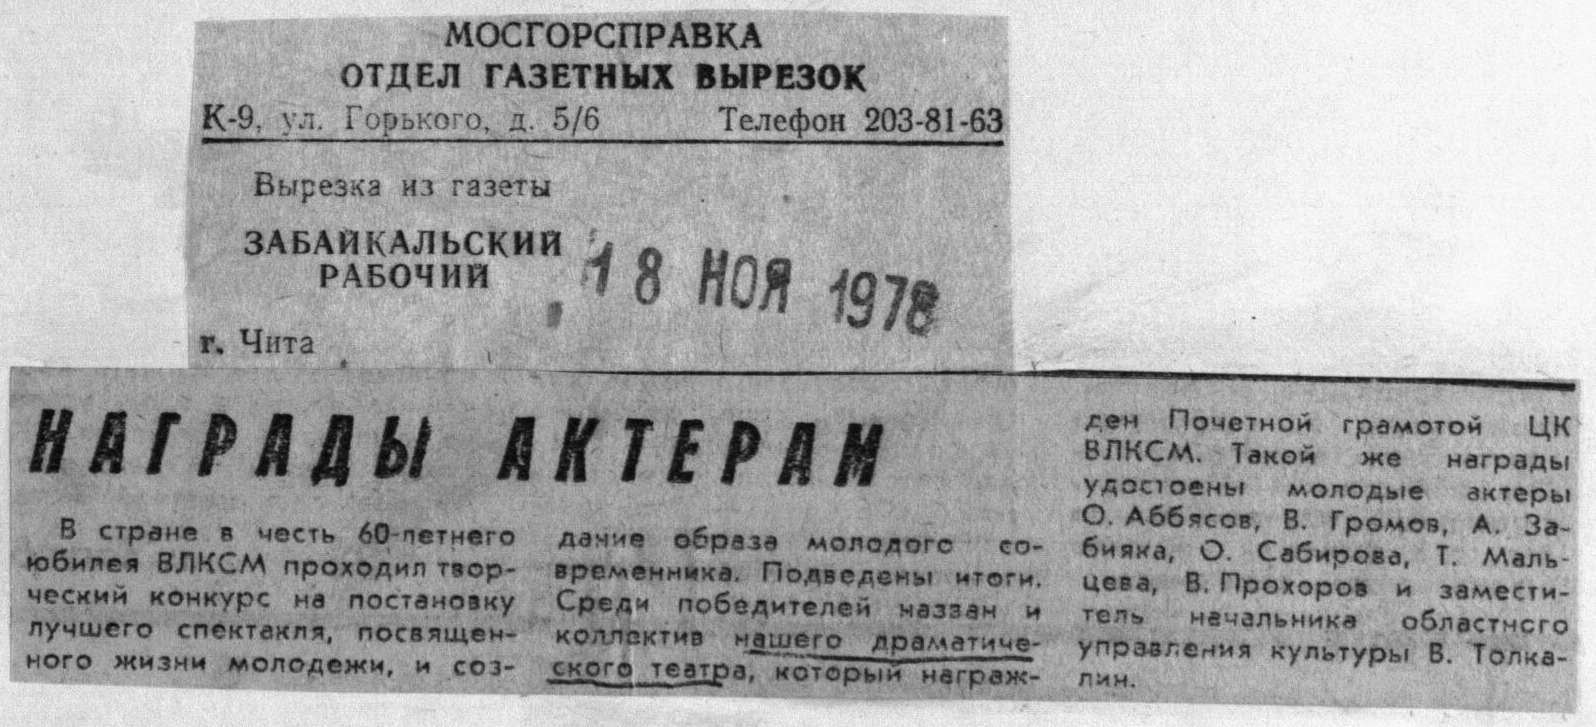 МОСГОРСПРАВКА
ОТДЕЛ ГАЗЕТНЫХ ВЫРЕЗОК
К-9, ул. Горького, д. 5/6 Телефон 203-81-63
Вырезка из газеты
ЗАБАЙКАЛЬСКИЙ
РАБОЧИЙ
18 НОЯ 1978
г. Чита
НАГРАДЫ АКТЕРАМ
В стране в честь 60-летнего
юбилея ВЛКСМ проходил твор-
ческий конкурс на постановку
лучшего спектакля, посвящен-
ного жизни молодежи, и соз-
дание образа молодого со-
временника. Подведены итоги.
Среди победителей назван и
коллектив нашего драматиче-
ского театра, который награж-
ден Почетной грамотой ЦК
ВЛКСМ. Такой же награды
удостоены молодые актеры
О. Аббясов, В. Громов, А. За-
бияка, О. Сабирова, Т. Маль-
цева, В. Прохоров и замести-
тель начальника областного
управления культуры В. Толка-
лин.